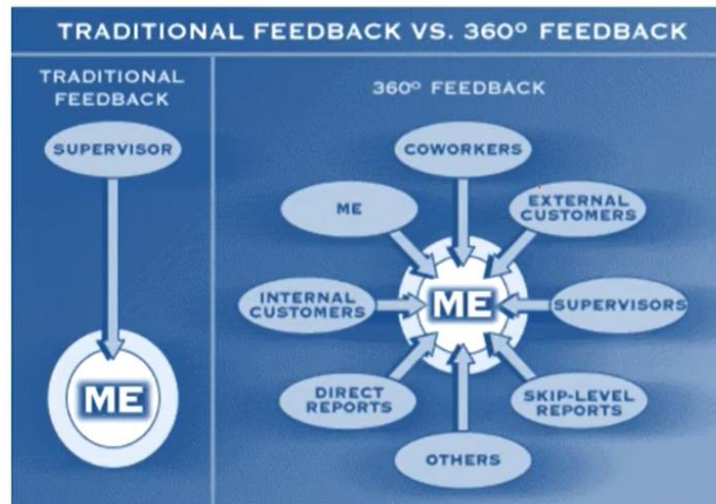 TRADITIONAL FEEDBACK VS. 360° FEEDBACK
TRADITIONAL
FEEDBACK
SUPERVISOR
ME
360° FEEDBACK
COWORKERS
ME
EXTERNAL
CUSTOMERS
INTERNAL
CUSTOMERS
ME
SUPERVISORS
DIRECT
REPORTS
SKIP-LEVEL
REPORTS
OTHERS